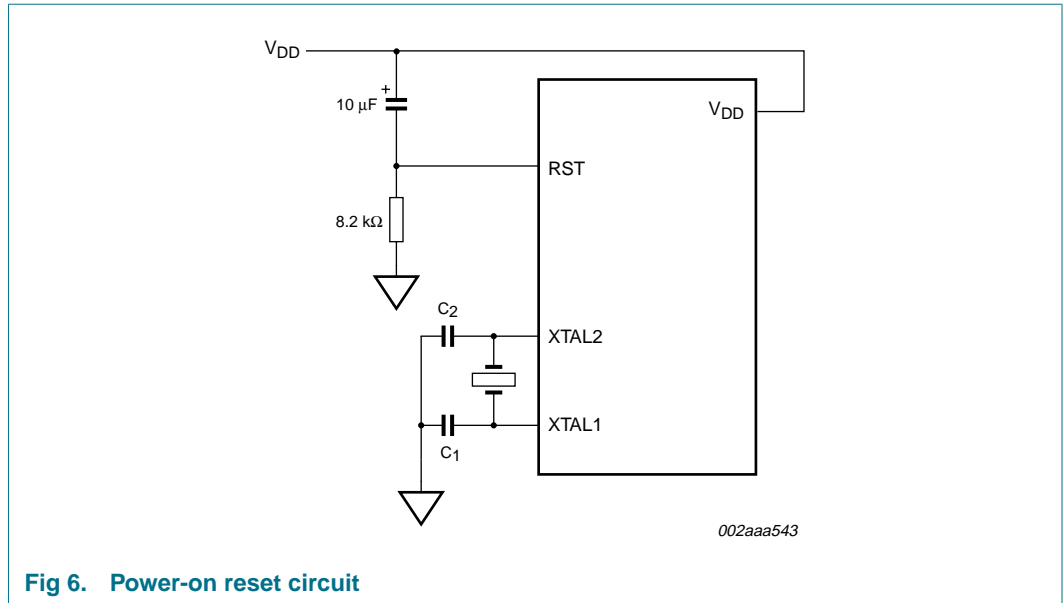 VDD
+
10 μF
VDD
RST
8.2 kΩ
C2
XTAL2
XTAL1
C1
002aaa543
Fig 6. Power-on reset circuit